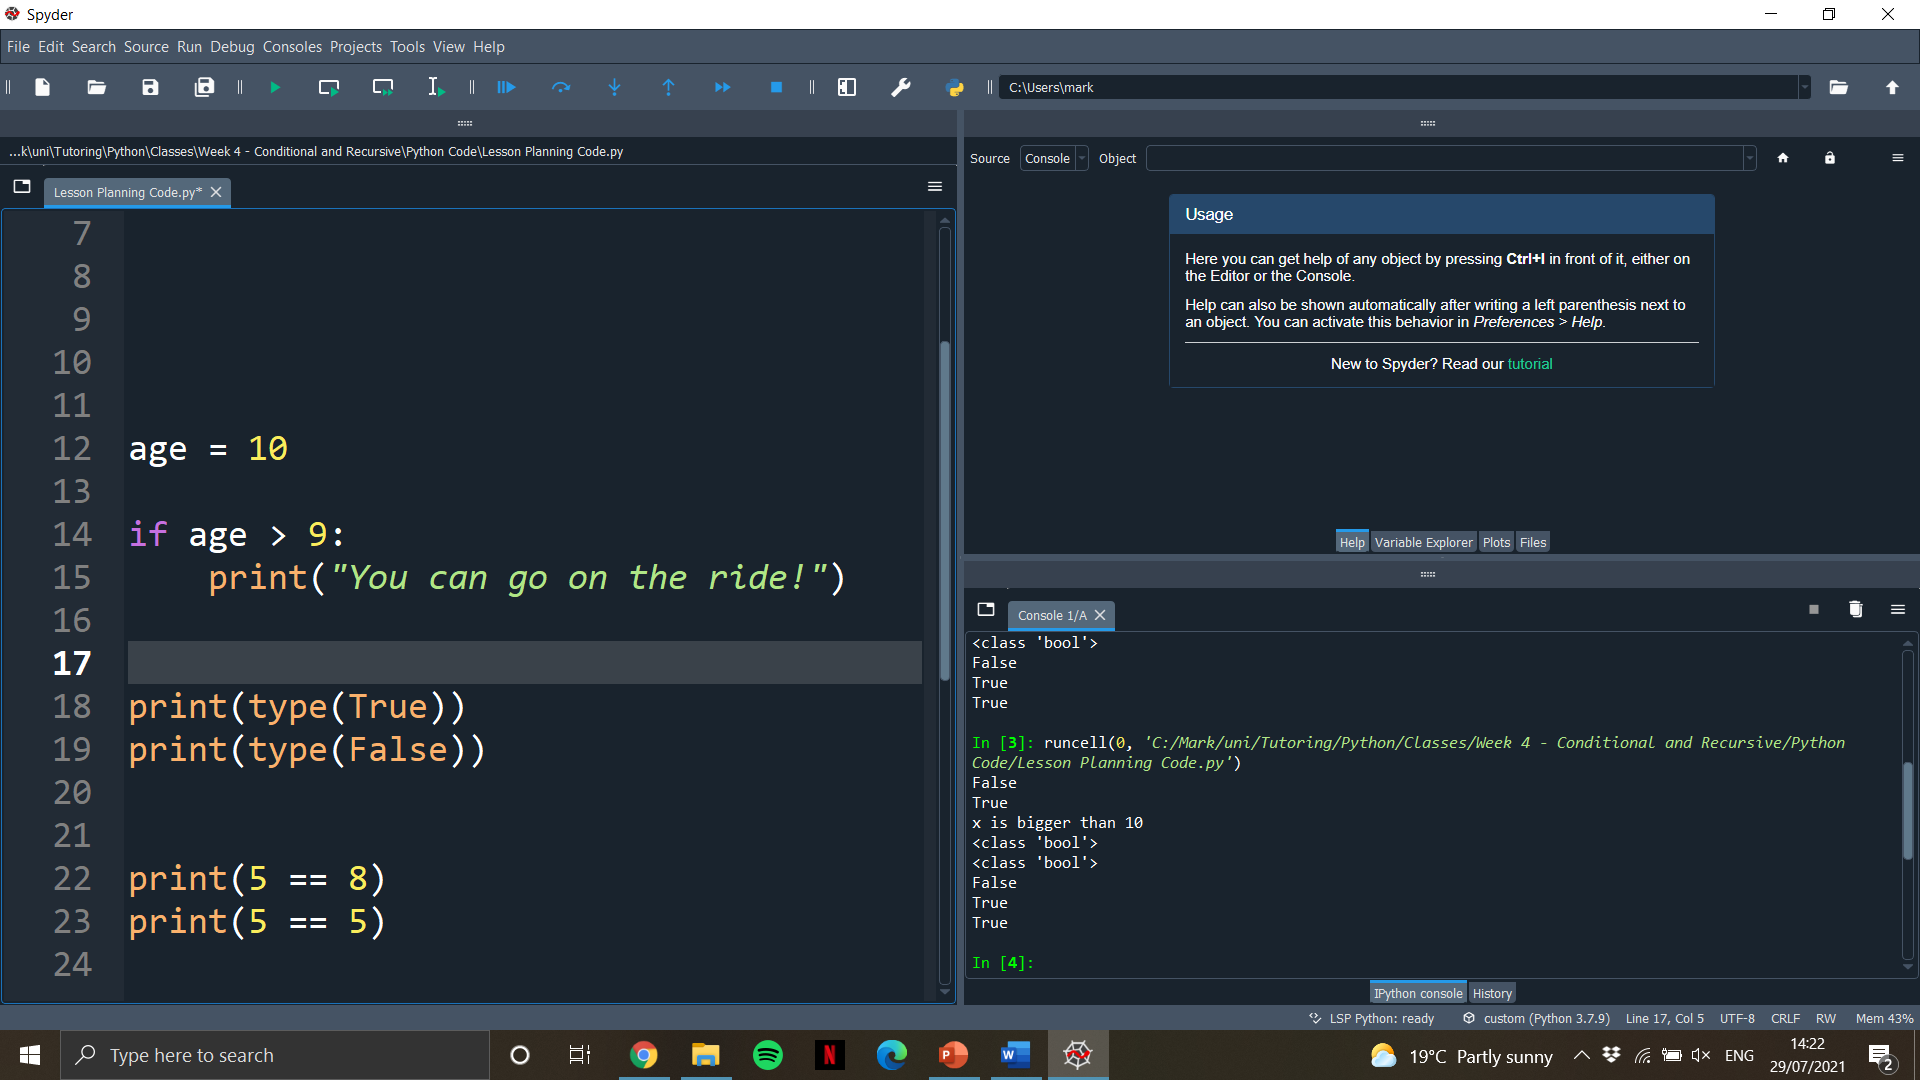 Spyder
File Edit Search Source Run Debug Consoles Projects Tools View Help
C:\Users\mark
...k\uni\Tutoring\Python\Classes\Week 4 - Conditional and Recursive\Python Code\Lesson Planning Code.py
Lesson Planning Code.py*
7
8
9
10
11
12 age = 10
13
14 if age > 9:
15     print("You can go on the ride!")
16
17
18 print(type(True))
19 print(type(False))
20
21
22 print(5 == 8)
23 print(5 == 5)
24
Source Console Object
Usage
Here you can get help of any object by pressing Ctrl+I in front of it, either on
the Editor or the Console.
Help can also be shown automatically after writing a left parenthesis next to
an object. You can activate this behavior in Preferences > Help.
New to Spyder? Read our tutorial
Help Variable Explorer Plots Files
Console 1/A
<class 'bool'>
False
True
True
In [3]: runcell(0, 'C:/Mark/uni/Tutoring/Python/Classes/Week 4 - Conditional and Recursive/Python
Code/Lesson Planning Code.py')
False
True
x is bigger than 10
<class 'bool'>
<class 'bool'>
False
True
True
In [4]:
IPython console History
LSP Python: ready custom (Python 3.7.9) Line 17, Col 5 UTF-8 CRLF RW Mem 43%
Type here to search
19°C Partly sunny
ENG
14:22
29/07/2021
2